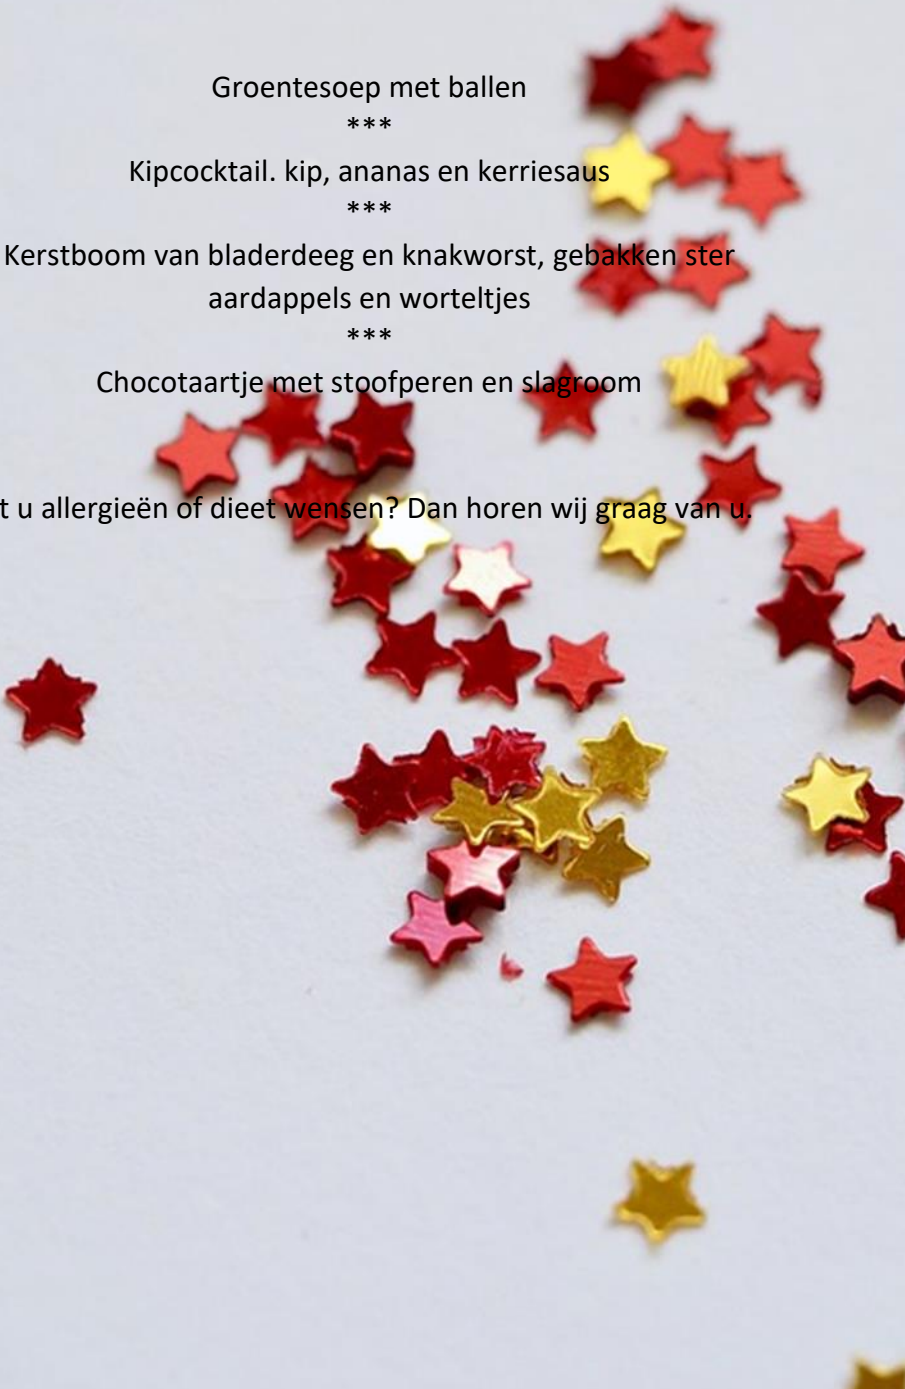 Groentesoep met ballen
***
Kipcocktail. kip, ananas en kerriesaus
***
Kerstboom van bladerdeeg en knakworst, gebakken ster
aardappels en worteltjes
***
Chocotaartje met stoofperen en slagroom
u allergieën of dieet wensen? Dan horen wij graag van u.